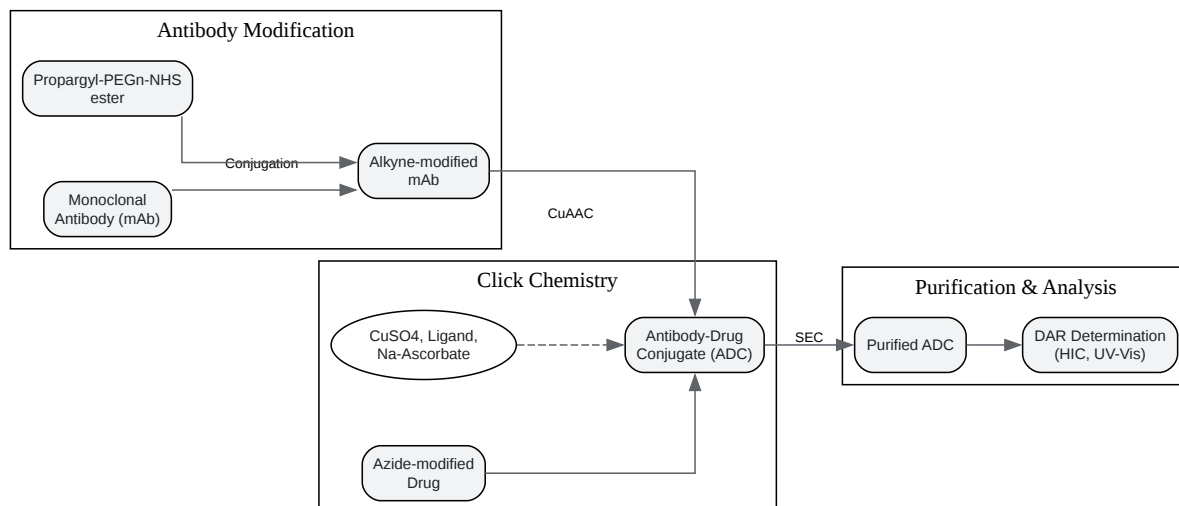 Antibody Modification
Propargyl-PEGn-NHS
ester
Conjugation
Monoclonal
Antibody (mAb)
Alkyne-modified
mAb
CuAAC
Click Chemistry
CuSO4, Ligand,
Na-Ascorbate
Antibody-Drug
Conjugate (ADC)
Azide-modified
Drug
SEC
Purification & Analysis
Purified ADC
DAR Determination
(HIC, UV-Vis)